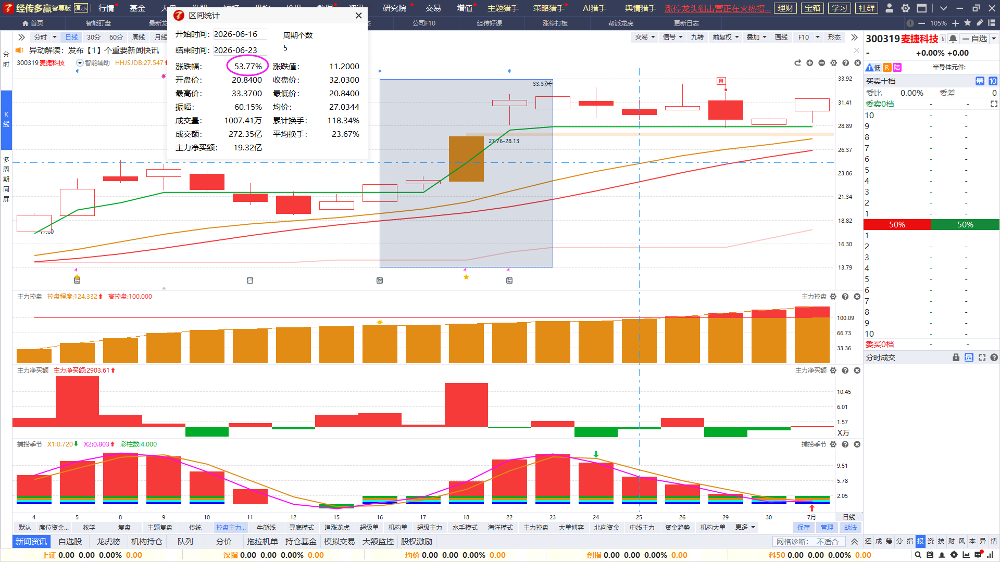 经传多赢 智尊版 演示 行情 基金 研究院 交易 增值 主题猎手 策略猎手 AI猎手 舆情猎手 涨停龙头狙击营正在火热招... 理财 宝箱 学习 社群
首页 智能盯盘 公司F10 经传好课 涨停打板 帮派龙虎 更新日志 105%
区间统计
开始时间: 2026-06-16 周期个数
结束时间: 2026-06-23 5
涨跌幅: 53.77% 涨跌值: 11.2000
开盘价: 20.8400 收盘价: 32.0300
最高价: 33.3700 最低价: 20.8400
振幅: 60.15% 均价: 27.0344
成交量: 1007.41万 累计换手: 118.34%
成交额: 272.35亿 平均换手: 23.67%
主力净买额: 19.32亿
分时 日线 30分 60分 周线 月线 交易 信号 九转 前复权 叠加 画线 F10 形态
异动解读: 发布【1】个重要新闻快讯
300319 麦捷科技 智能辅助 HHJSJDB:27.547
分时
K线
多周期同屏
33.92
31.41
28.89
26.37
23.86
21.34
18.82
16.30
13.79
33.37
27.76-28.13
自
主力控盘 控盘程度:124.332 高控盘:100.000 主力控盘
100.09
66.73
33.36
主力净买额 主力净买额:2903.61 主力净买额
10.45
6.01
1.57
X万
捕捞季节 X1:0.720 X2:0.803 彩柱数:4.000 捕捞季节
9.51
5.78
2.05
4 5 8 9 10 11 12 15 16 17 18 22 23 24 25 26 29 30 7月 日线
默认 席位资金... 教学 复盘 主题复盘 传统 控盘主力... 牛能线 寻底模式 追涨龙虎 超级单 机构单 超级主力 水手模式 海洋模式 主力控盘 大单博弈 北向资金 中线主力 资金趋势 机构大单 更多 保存 管理 战法
新闻资讯 自选股 龙虎榜 机构持仓 队列 分价 拖拉机单 持仓基金 模拟交易 大额监控 股权激励 网格诊断: 不适合
上证 0.00 0.00 0.00% 0.00 深指 0.00 0.00 0.00% 0.00 均价 0.00 0.00 0.00% 0.00 创指 0.00 0.00 0.00% 0.00 科50 0.00 0.00 0.00% 0.00
300319 麦捷科技 自选
- +0.00% +0.00
低 R 陆 半导体元件:
买卖十档 量 10
委比 0.00% 委差 0
委卖0档 - -
10 - -
9 - -
8 - -
7 - -
6 - -
5 - -
4 - -
3 - -
2 - -
1 - -
50% 50%
1 - -
2 - -
3 - -
4 - -
5 - -
6 - -
7 - -
8 - -
9 - -
10 - -
委买0档 - -
分时成交 量
还 成 筹 分 指 报 资 技 财 风 本 异 情